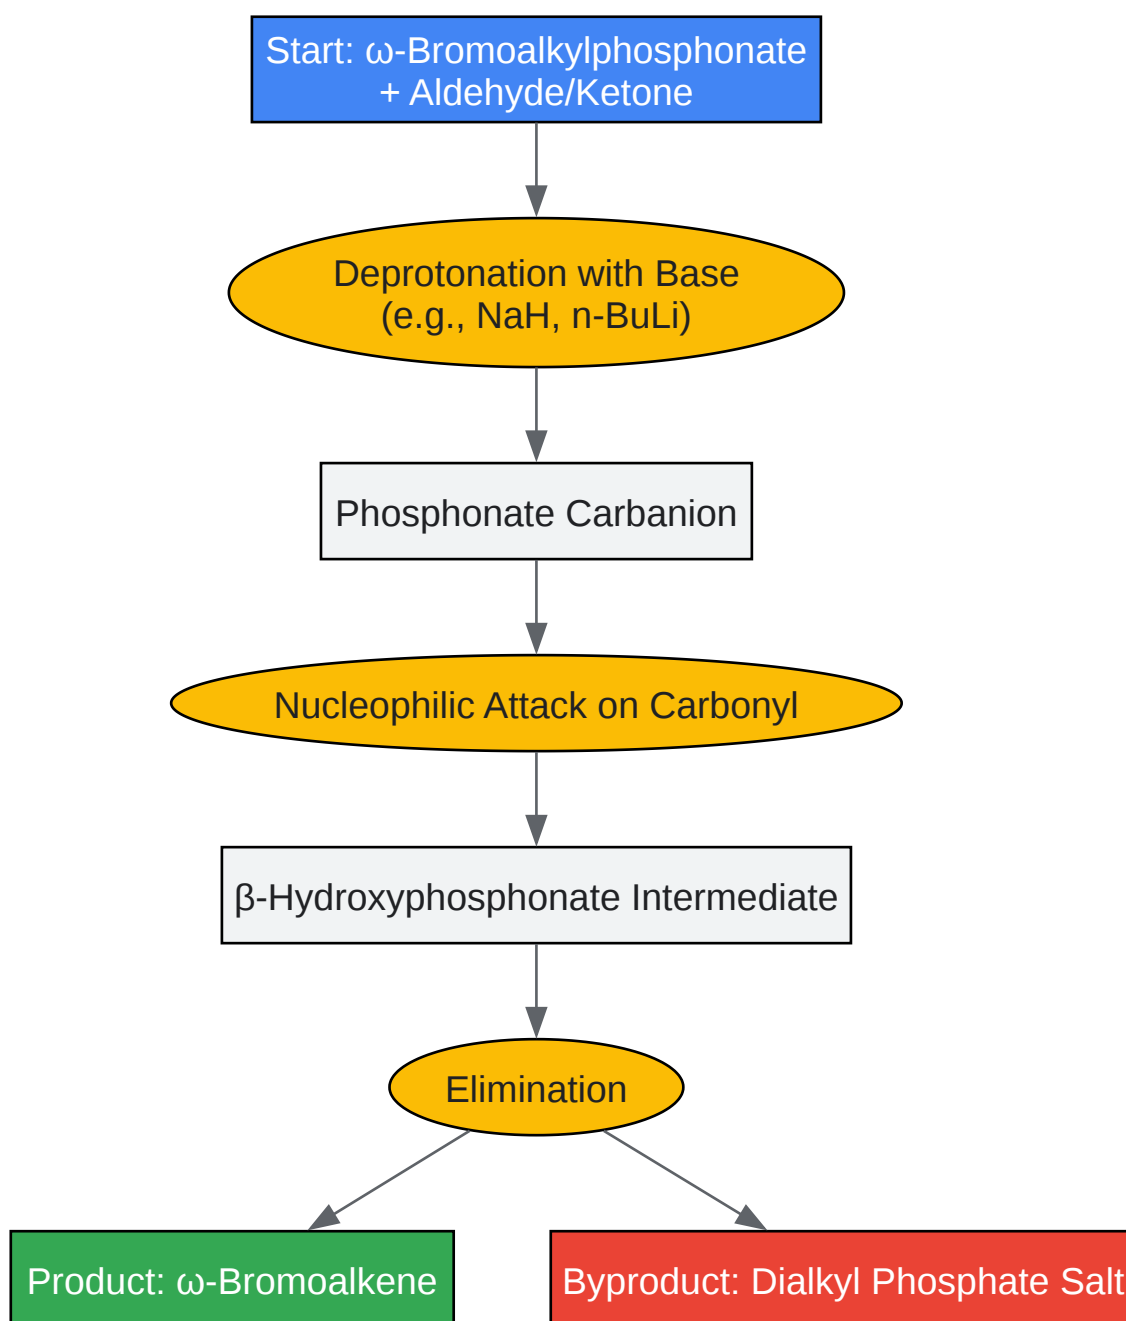 Start: ω-Bromoalkylphosphonate
+ Aldehyde/Ketone
Deprotonation with Base
(e.g., NaH, n-BuLi)
Phosphonate Carbanion
Nucleophilic Attack on Carbonyl
β-Hydroxyphosphonate Intermediate
Elimination
Product: ω-Bromoalkene
Byproduct: Dialkyl Phosphate Salt